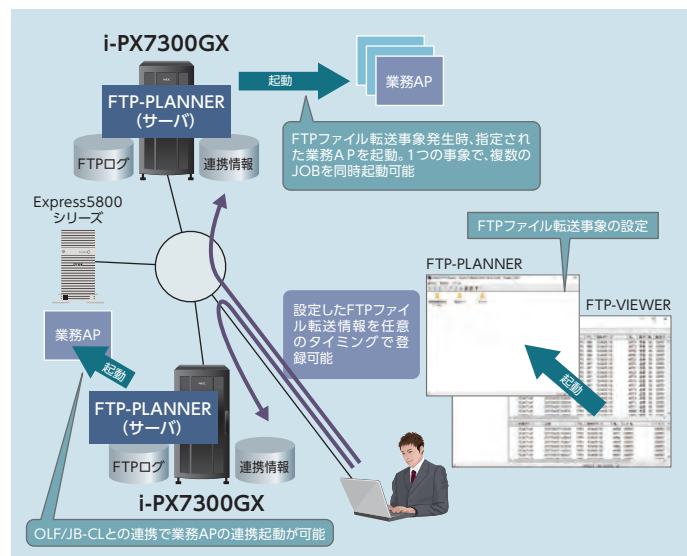 i-PX7300GX
FTP-PLANNER
（サーバ）
FTPログ
連携情報
起動
業務AP
FTPファイル転送事象発生時、指定され
た業務APを起動。1つの事象で、複数の
JOBを同時起動可能
Express5800
シリーズ
業務AP
起動
FTP-PLANNER
（サーバ）
FTPログ
連携情報
i-PX7300GX
OLF/JB-CLとの連携で業務APの連携起動が可能
設定したFTPファイ
ル転送情報を任意
のタイミングで登
録可能
FTPファイル転送事象の設定
FTP-PLANNER
FTP-VIEWER
起動